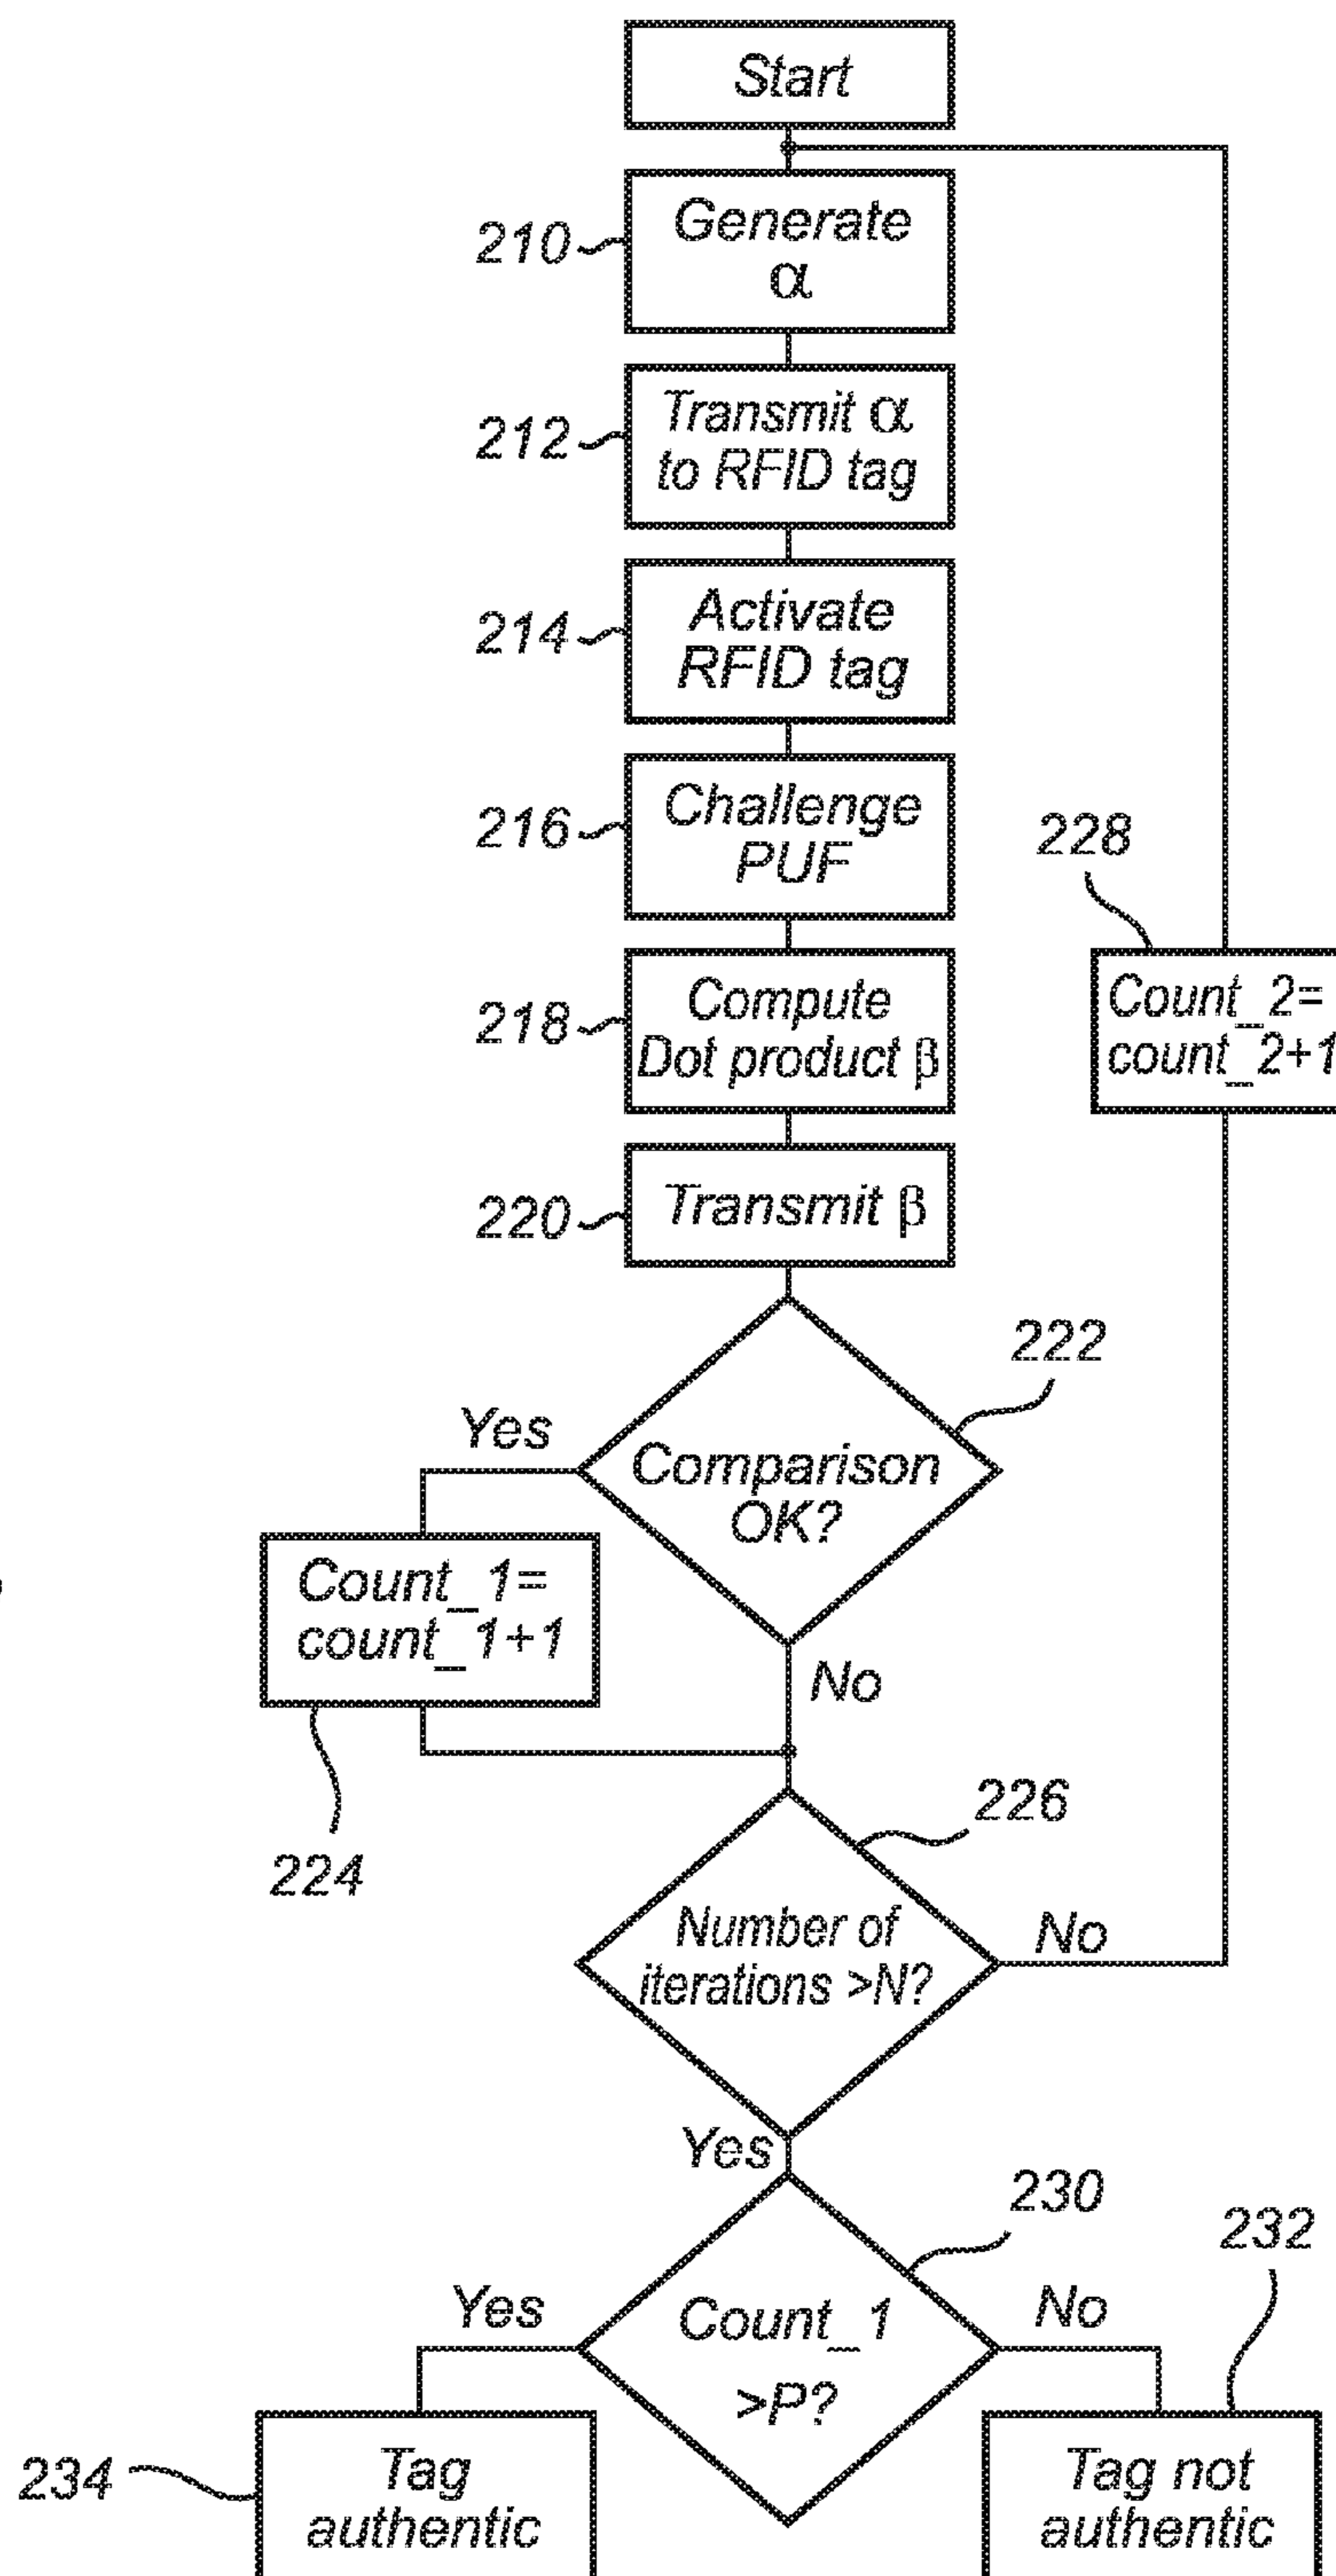 Start
210
Generate
α
212
Transmit α
to RFID tag
214
Activate
RFID tag
216
Challenge
PUF
228
218
Compute
Dot product β
Count_2=
count_2+1
220
Transmit β
222
Yes
Comparison
OK?
Count_1=
count_1+1
No
224
226
Number of
iterations >N?
No
Yes
230
232
Yes
Count_1
>P?
No
234
Tag
authentic
Tag not
authentic